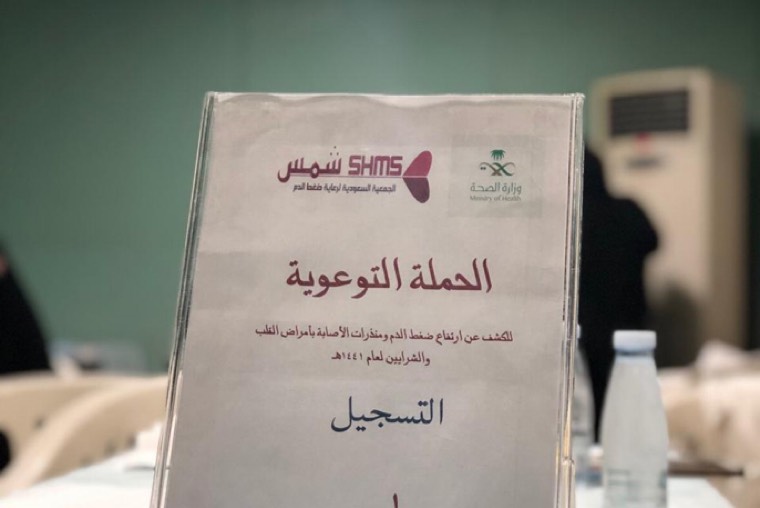 شمس SHMS
الجمعية السعودية لرعاية ضغط الدم
وزارة الصحة
Ministry of Health
الحملة التوعوية
للكشف عن ارتفاع ضغط الدم ومنذرات الأصابة بأمراض القلب
والشرايين لعام ١٤٤١هـ
التسجيل